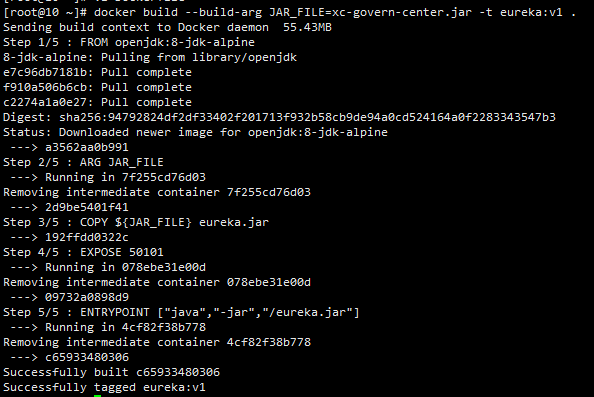 [root@10 ~]# docker build --build-arg JAR_FILE=xc-govern-center.jar -t eureka:v1 .
Sending build context to Docker daemon  55.43MB
Step 1/5 : FROM openjdk:8-jdk-alpine
8-jdk-alpine: Pulling from library/openjdk
e7c96db7181b: Pull complete
f910a506b6cb: Pull complete
c2274a1a0e27: Pull complete
Digest: sha256:94792824df2df33402f201713f932b58cb9de94a0cd524164a0f2283343547b3
Status: Downloaded newer image for openjdk:8-jdk-alpine
 ---> a3562aa0b991
Step 2/5 : ARG JAR_FILE
 ---> Running in 7f255cd76d03
Removing intermediate container 7f255cd76d03
 ---> 2d9be5401f41
Step 3/5 : COPY ${JAR_FILE} eureka.jar
 ---> 192ffdd0322c
Step 4/5 : EXPOSE 50101
 ---> Running in 078ebe31e00d
Removing intermediate container 078ebe31e00d
 ---> 09732a0898d9
Step 5/5 : ENTRYPOINT ["java","-jar","/eureka.jar"]
 ---> Running in 4cf82f38b778
Removing intermediate container 4cf82f38b778
 ---> c65933480306
Successfully built c65933480306
Successfully tagged eureka:v1